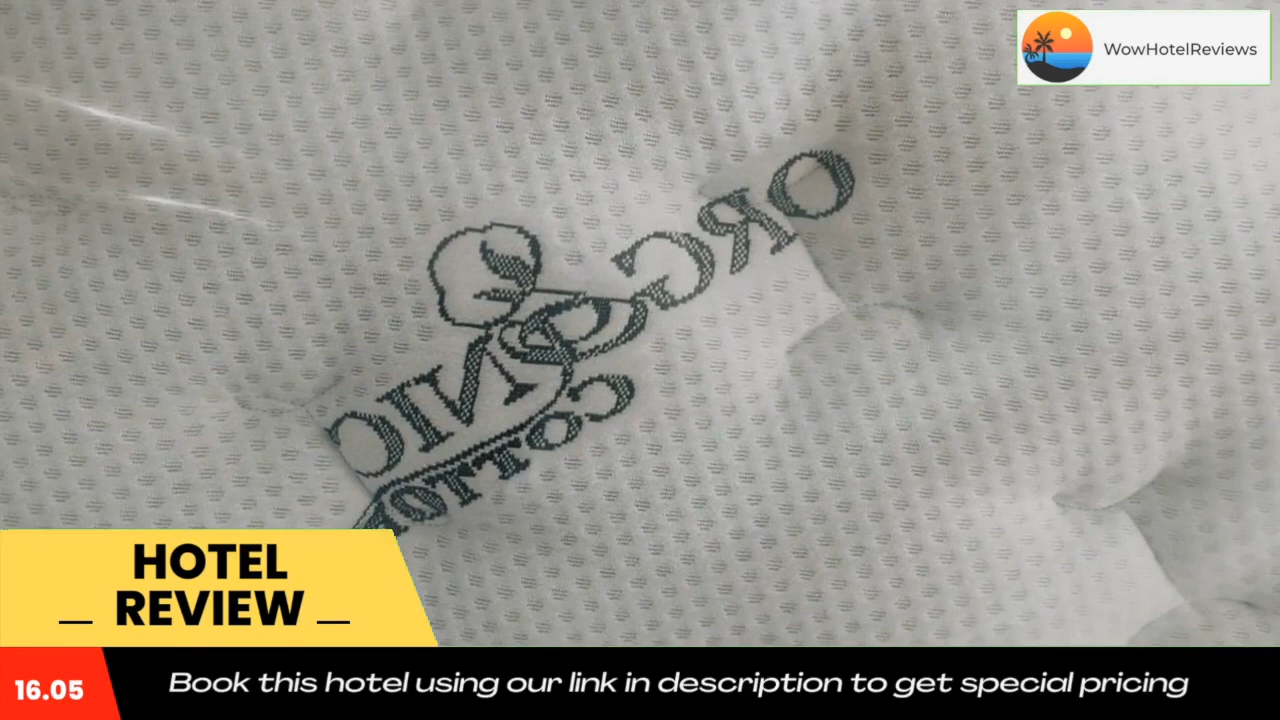 WowHotelReviews
ORGANIC
COTTON
HOTEL
REVIEW
16.05
Book this hotel using our link in description to get special pricing